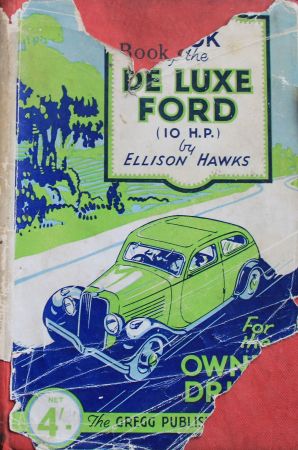 OK
Book of the
DE LUXE
FORD
(10 H.P.)
by
ELLISON HAWKS
For
the
OWN
DRI
NET
4/-
The GREGG PUBLIS